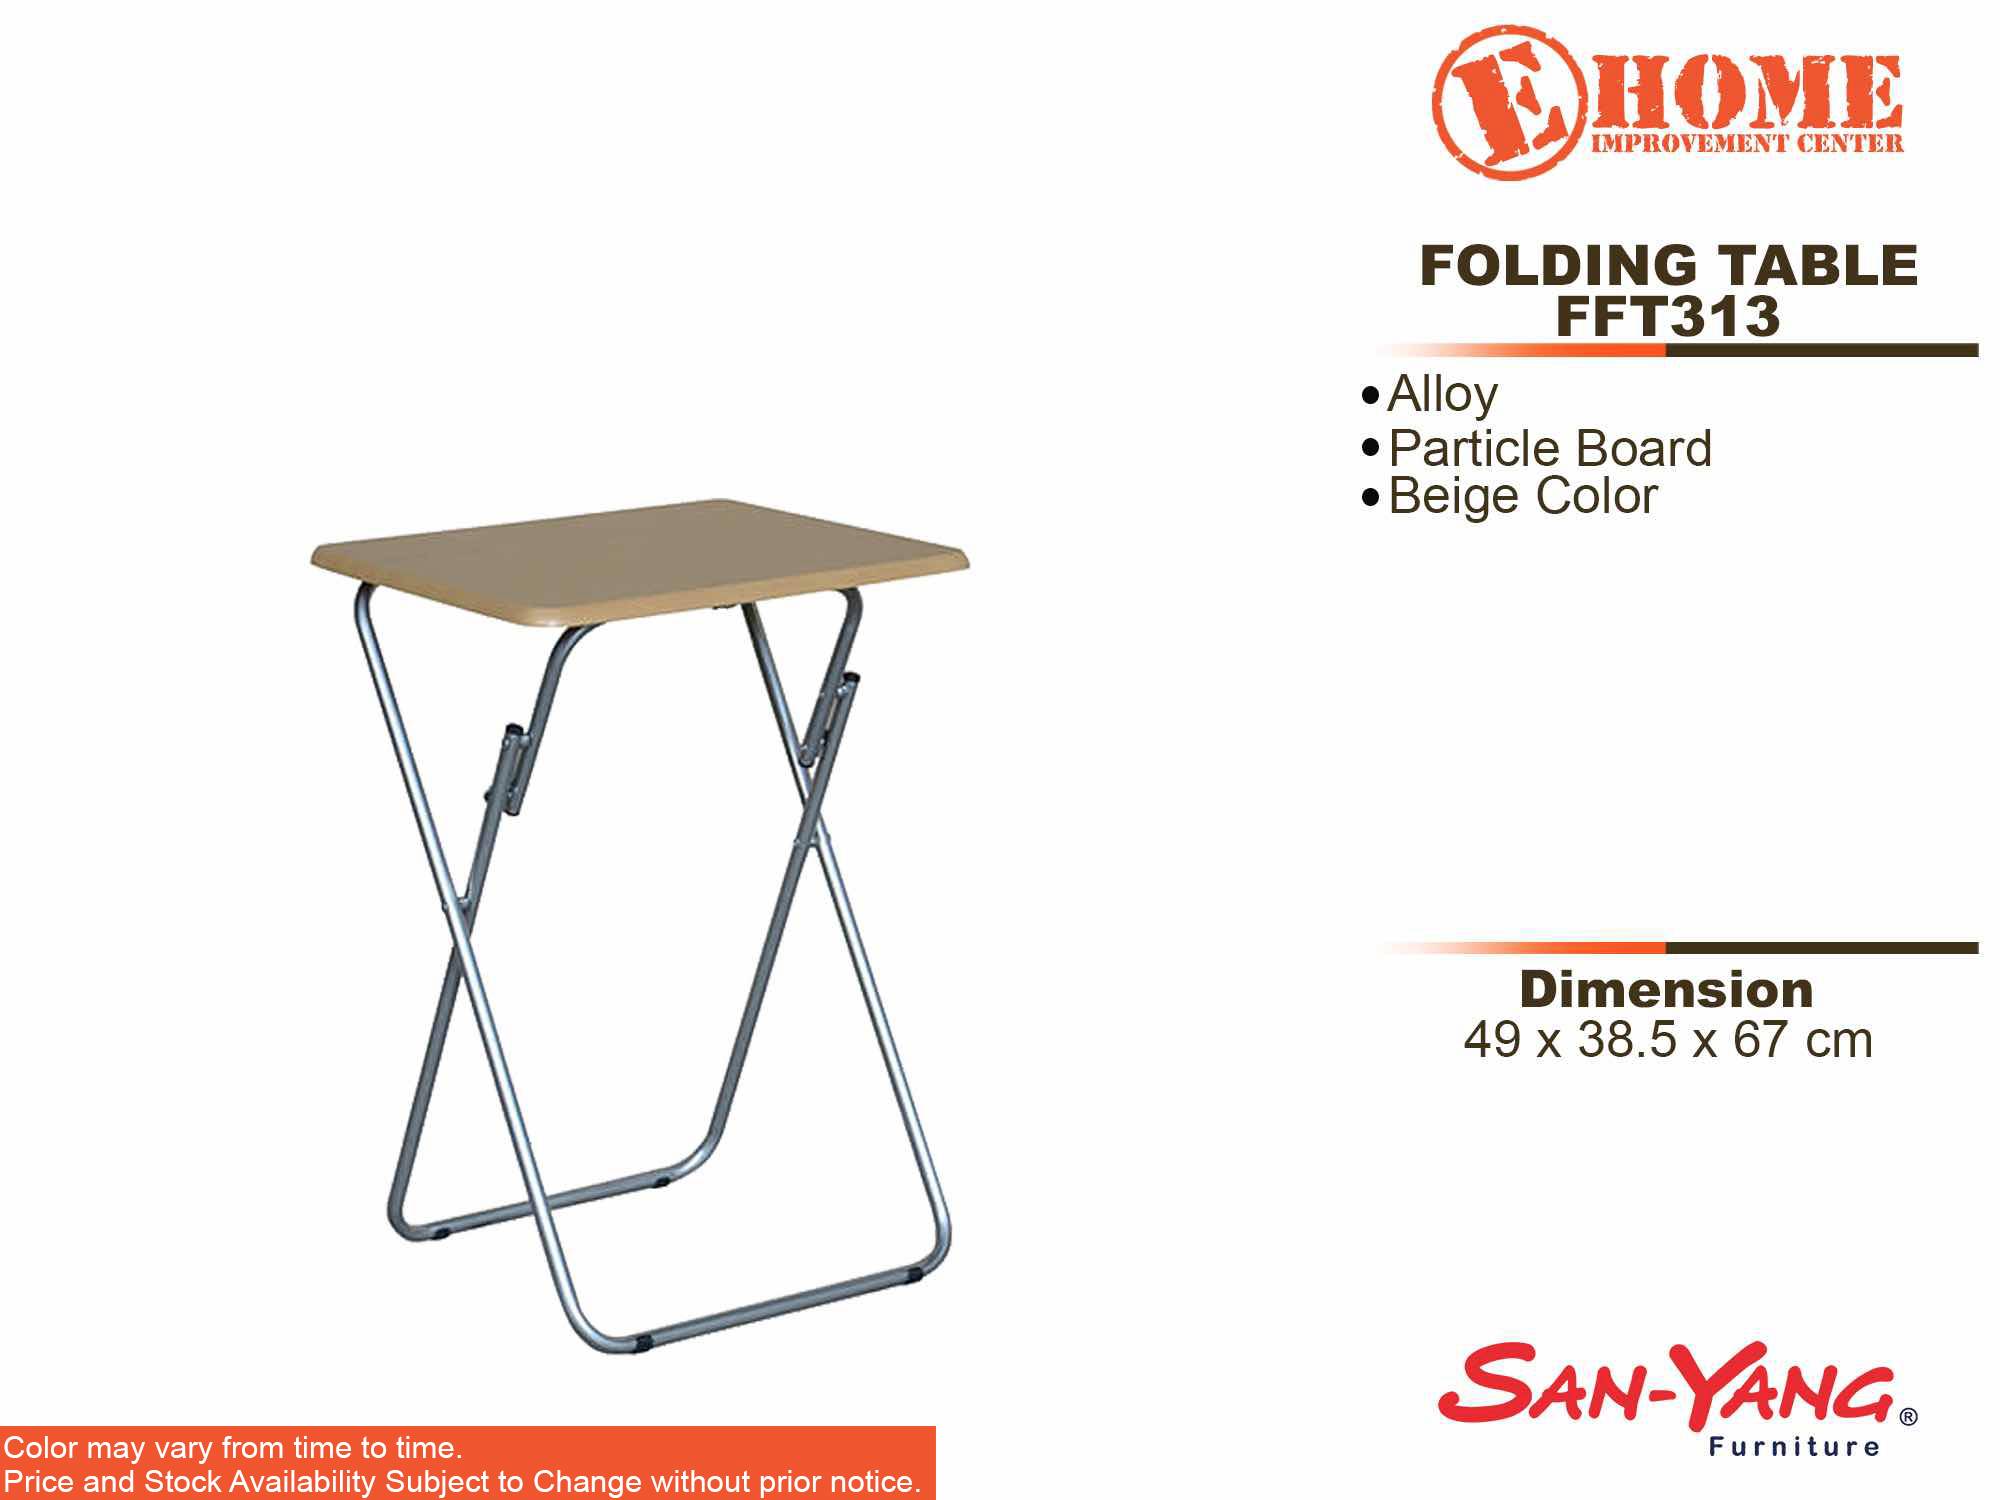 E HOME
IMPROVEMENT CENTER
FOLDING TABLE
FFT313
• Alloy
• Particle Board
• Beige Color
Dimension
49 x 38.5 x 67 cm
SAN-YANG®
Furniture
Color may vary from time to time.
Price and Stock Availability Subject to Change without prior notice.